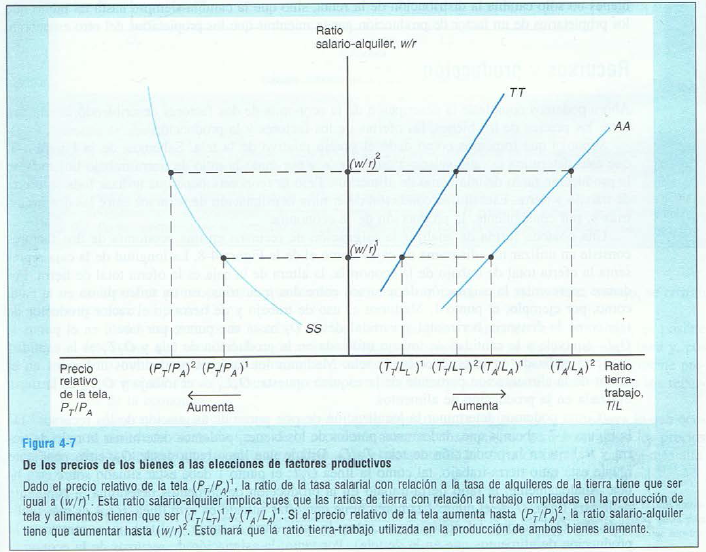 Ratio
salario-alquiler, w/r
TT
AA
(w/r)²
(w/r)¹
SS
Precio
relativo
de la tela,
P_T/P_A
(P_T/P_A)² (P_T/P_A)¹
Aumenta
(T_T/L_L)¹ (T_T/L_T)² (T_A/L_A)¹ (T_A/L_A)²
Aumenta
Ratio
tierra-
trabajo,
T/L
Figura 4-7
De los precios de los bienes a las elecciones de factores productivos
Dado el precio relativo de la tela (P_T/P_A)¹, la ratio de la tasa salarial con relación a la tasa de alquileres de la tierra tiene que ser
igual a (w/r)¹. Esta ratio salario-alquiler implica pues que las ratios de tierra con relación al trabajo empleadas en la producción de
tela y alimentos tienen que ser (T_T/L_T)¹ y (T_A/L_A)¹. Si el precio relativo de la tela aumenta hasta (P_T/P_A)², la ratio salario-alquiler
tiene que aumentar hasta (w/r)². Esto hará que la ratio tierra-trabajo utilizada en la producción de ambos bienes aumente.